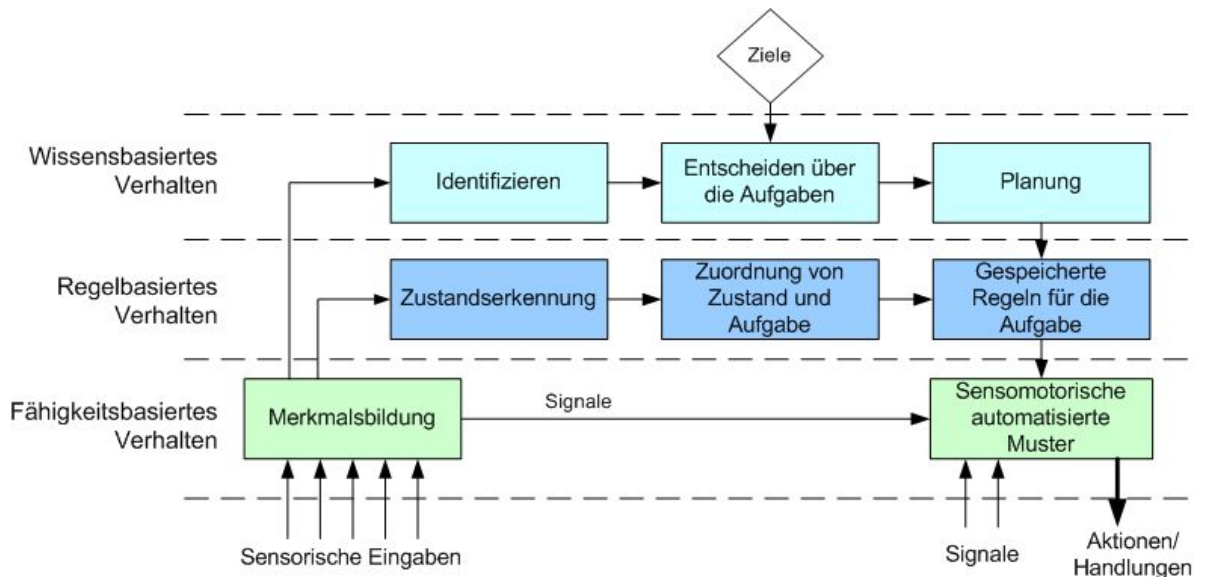 Ziele
Wissensbasiertes
Verhalten
Identifizieren
Entscheiden über
die Aufgaben
Planung
Regelbasiertes
Verhalten
Zustandserkennung
Zuordnung von
Zustand und
Aufgabe
Gespeicherte
Regeln für die
Aufgabe
Fähigkeitsbasiertes
Verhalten
Merkmalsbildung
Signale
Sensomotorische
automatisierte
Muster
Sensorische Eingaben
Signale
Aktionen/
Handlungen